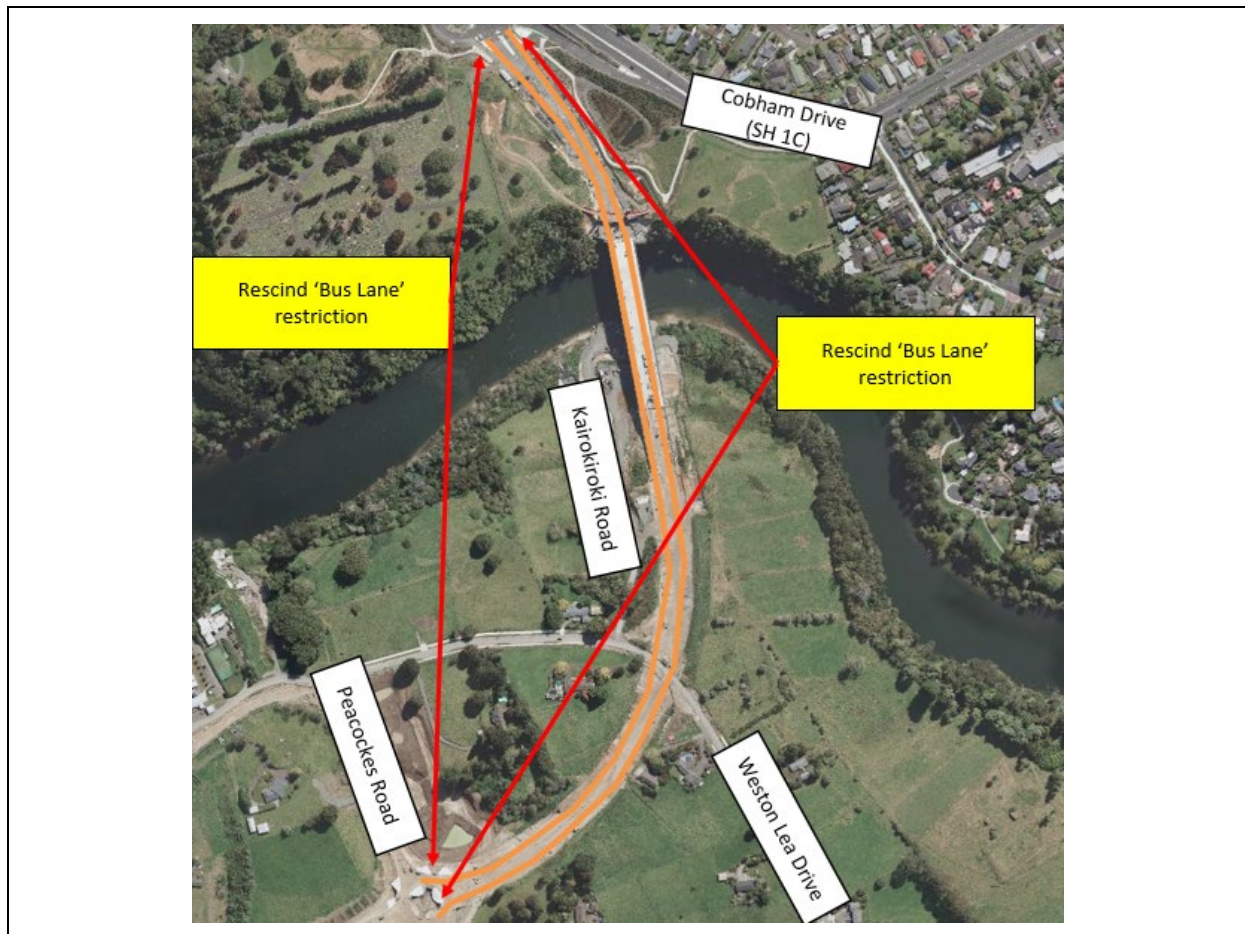 Cobham Drive
(SH 1C)
Rescind ‘Bus Lane’
restriction
Rescind ‘Bus Lane’
restriction
Kairokiroki Road
Peacockes Road
Weston Lea Drive